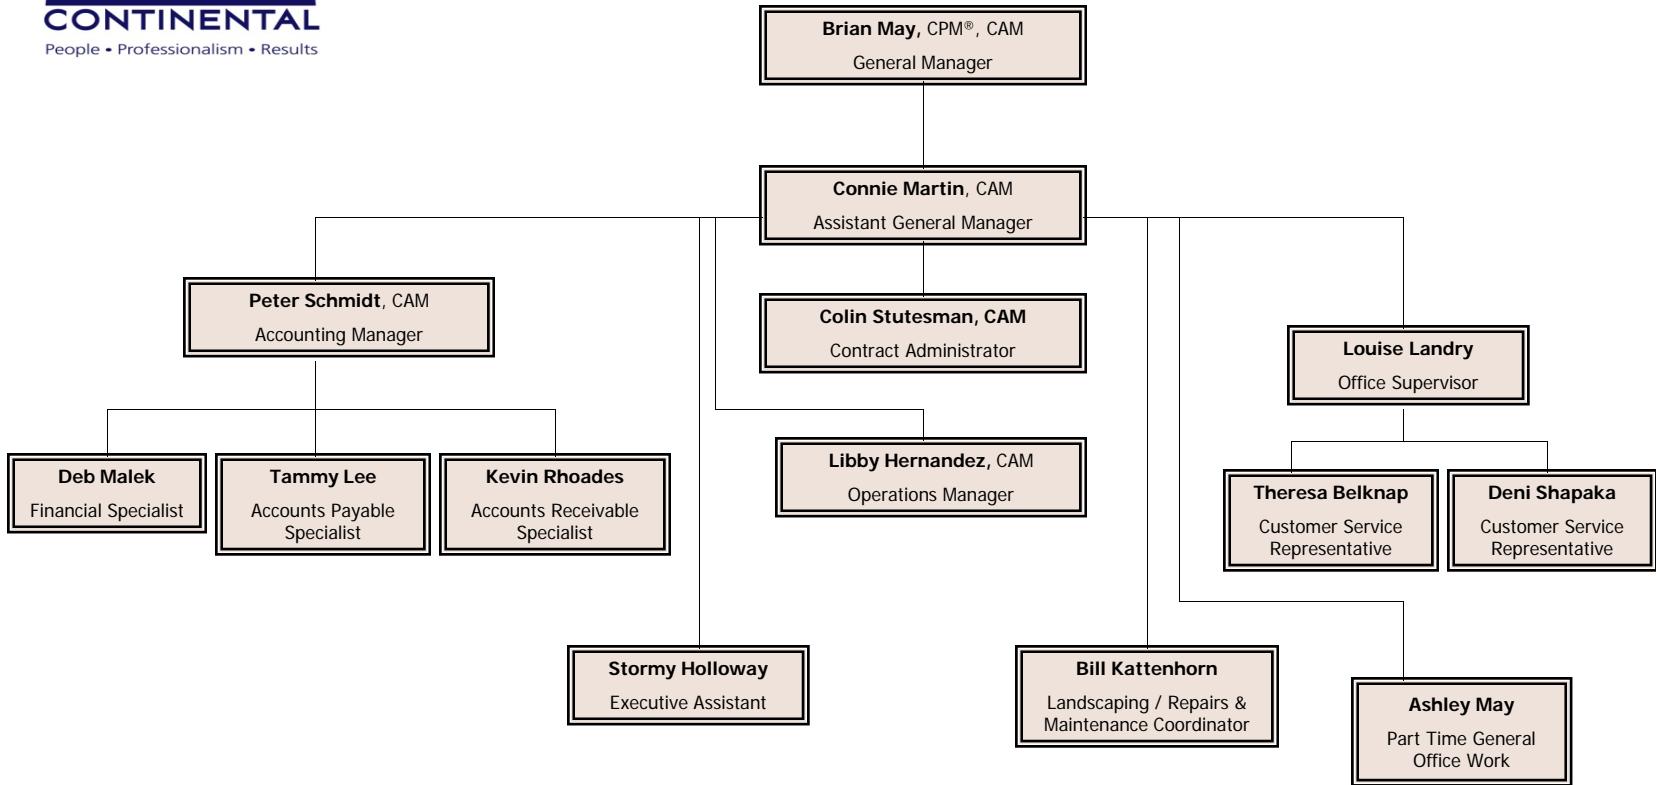 CONTINENTAL
People • Professionalism • Results
Brian May, CPM®, CAM
General Manager
Connie Martin, CAM
Assistant General Manager
Peter Schmidt, CAM
Accounting Manager
Colin Stutesman, CAM
Contract Administrator
Louise Landry
Office Supervisor
Deb Malek
Financial Specialist
Tammy Lee
Accounts Payable
Specialist
Kevin Rhoades
Accounts Receivable
Specialist
Libby Hernandez, CAM
Operations Manager
Theresa Belknap
Customer Service
Representative
Deni Shapaka
Customer Service
Representative
Stormy Holloway
Executive Assistant
Bill Kattenhorn
Landscaping / Repairs &
Maintenance Coordinator
Ashley May
Part Time General
Office Work